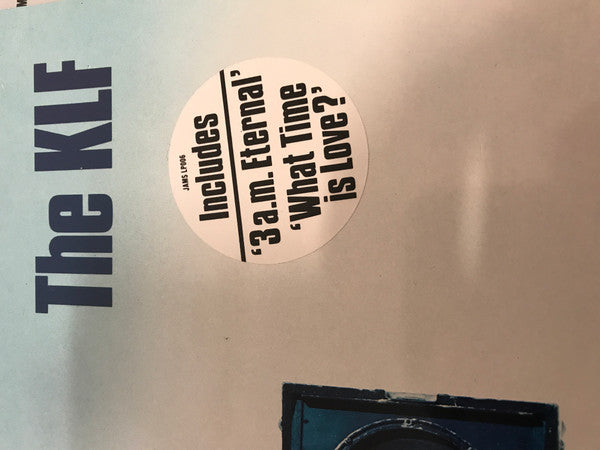 The KLF
JAMS LP006
Includes
‘3 a.m. Eternal’
‘What Time
is Love?’